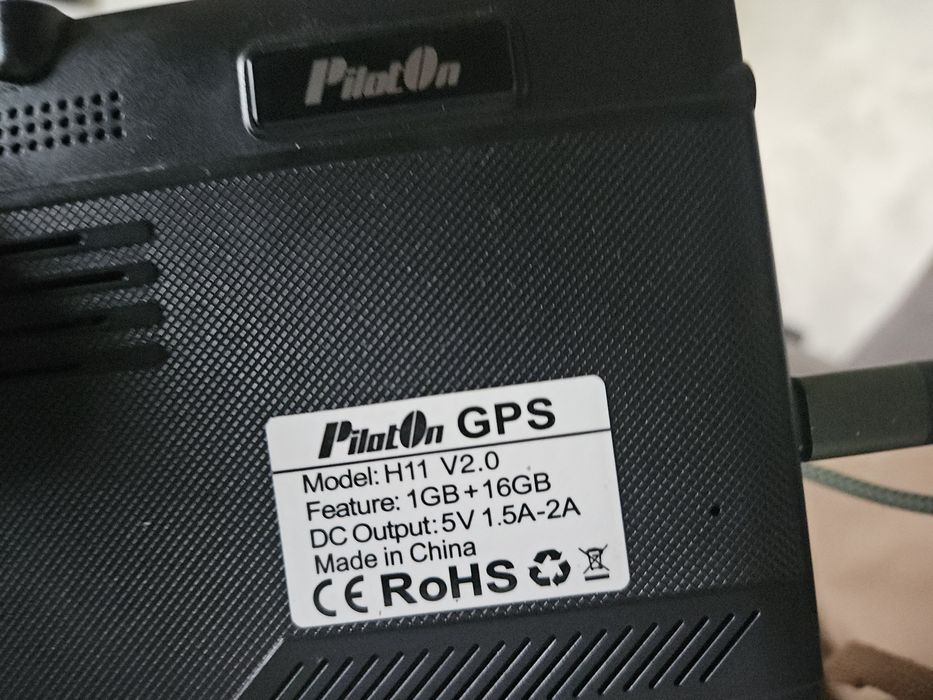 PilotOn
PilotOn GPS
Model: H11 V2.0
Feature: 1GB+16GB
DC Output: 5V 1.5A-2A
Made in China
CE RoHS